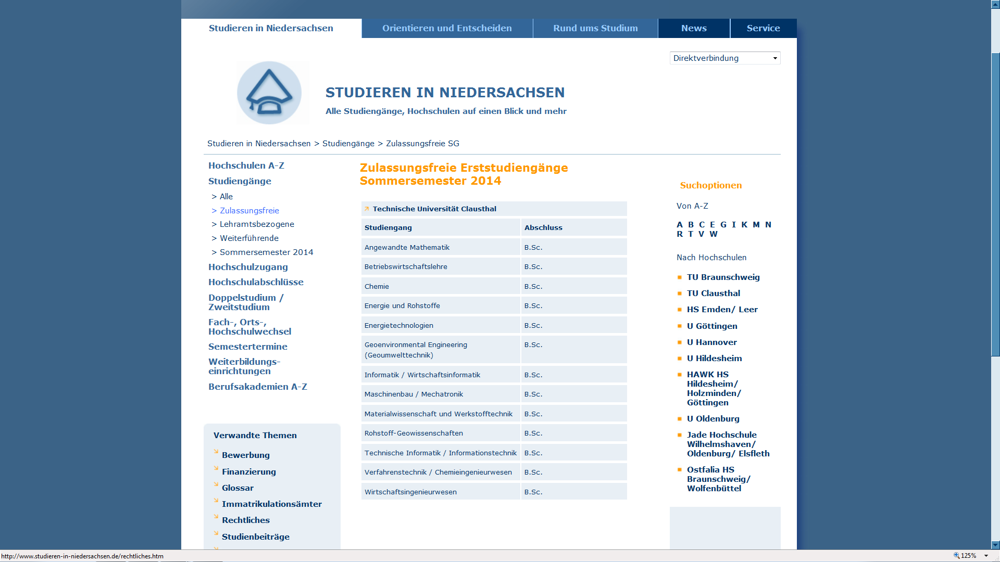 Studieren in Niedersachsen
Orientieren und Entscheiden
Rund ums Studium
News
Service
Direktverbindung
STUDIEREN IN NIEDERSACHSEN
Alle Studiengänge, Hochschulen auf einen Blick und mehr
Studieren in Niedersachsen > Studiengänge > Zulassungsfreie SG
Hochschulen A-Z
Studiengänge
> Alle
> Zulassungsfreie
> Lehramtsbezogene
> Weiterführende
> Sommersemester 2014
Hochschulzugang
Hochschulabschlüsse
Doppelstudium /
Zweitstudium
Fach-, Orts-,
Hochschulwechsel
Semestertermine
Weiterbildungs-
einrichtungen
Berufsakademien A-Z
Verwandte Themen
Bewerbung
Finanzierung
Glossar
Immatrikulationsämter
Rechtliches
Studienbeiträge
Zulassungsfreie Erststudiengänge
Sommersemester 2014
Technische Universität Clausthal
Studiengang Abschluss
Angewandte Mathematik B.Sc.
Betriebswirtschaftslehre B.Sc.
Chemie B.Sc.
Energie und Rohstoffe B.Sc.
Energietechnologien B.Sc.
Geoenvironmental Engineering B.Sc.
(Geoumwelttechnik)
Informatik / Wirtschaftsinformatik B.Sc.
Maschinenbau / Mechatronik B.Sc.
Materialwissenschaft und Werkstofftechnik B.Sc.
Rohstoff-Geowissenschaften B.Sc.
Technische Informatik / Informationstechnik B.Sc.
Verfahrenstechnik / Chemieingenieurwesen B.Sc.
Wirtschaftsingenieurwesen B.Sc.
Suchoptionen
Von A-Z
A B C E G I K M N
R T V W
Nach Hochschulen
TU Braunschweig
TU Clausthal
HS Emden/ Leer
U Göttingen
U Hannover
U Hildesheim
HAWK HS
Hildesheim/
Holzminden/
Göttingen
U Oldenburg
Jade Hochschule
Wilhelmshaven/
Oldenburg/ Elsfleth
Ostfalia HS
Braunschweig/
Wolfenbüttel
http://www.studieren-in-niedersachsen.de/rechtliches.htm
125%